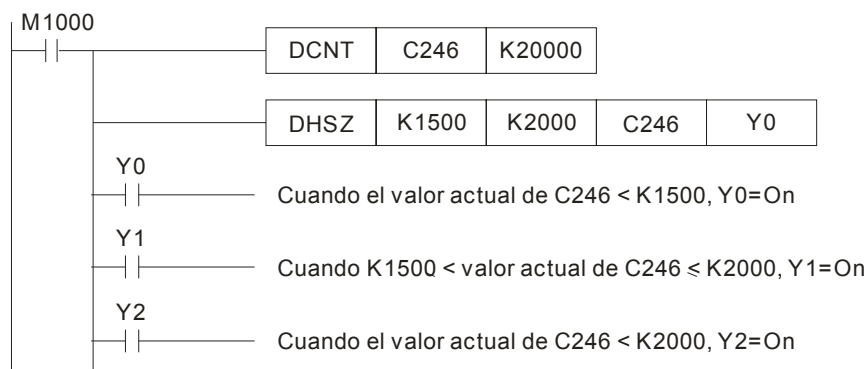 M1000
DCNT C246 K20000
DHSZ K1500 K2000 C246 Y0
Y0
Cuando el valor actual de C246 < K1500, Y0=On
Y1
Cuando K1500 < valor actual de C246 ≤ K2000, Y1=On
Y2
Cuando el valor actual de C246 < K2000, Y2=On